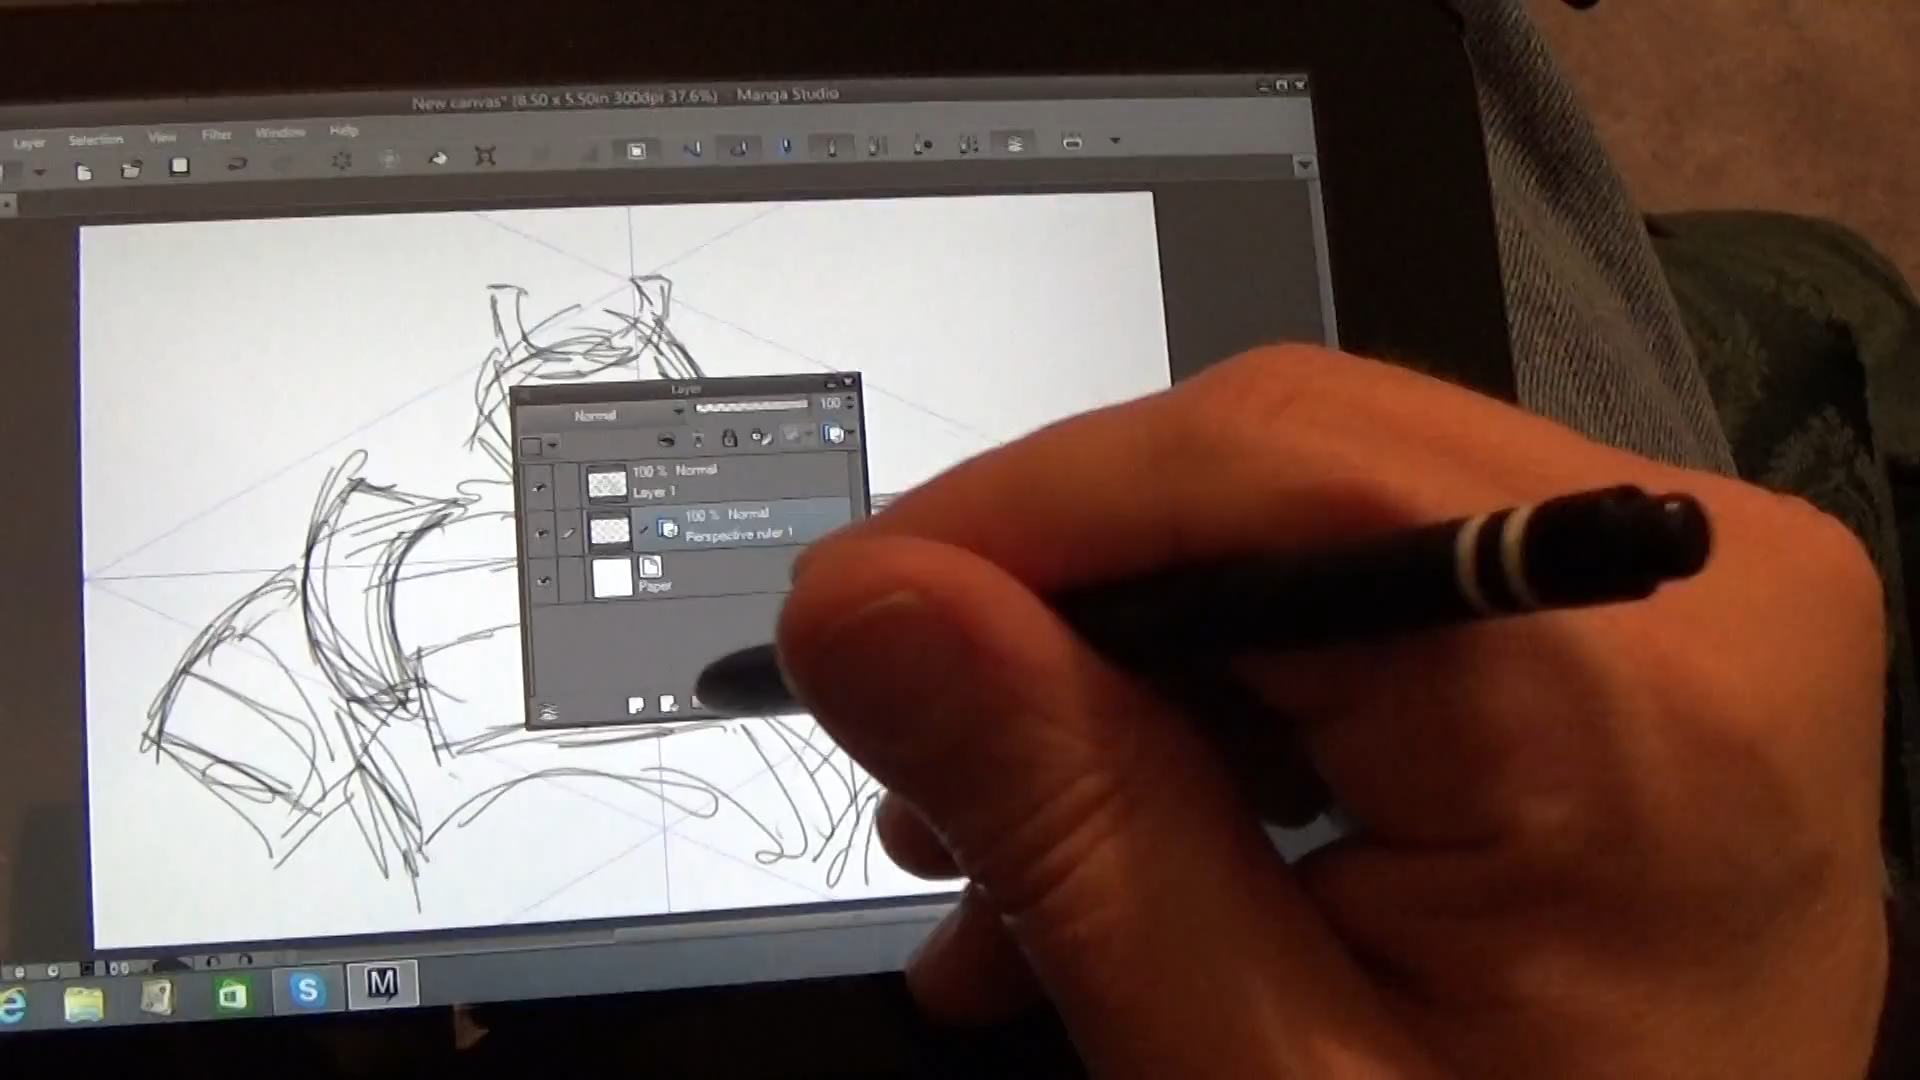 New canvas* (8.50 x 5.50in 300dpi 37.6%) - Manga Studio
Layer Selection View Filter Window Help
Layer
Normal 100
100 % Normal
Layer 1
100 % Normal
Perspective ruler 1
Paper
S
M